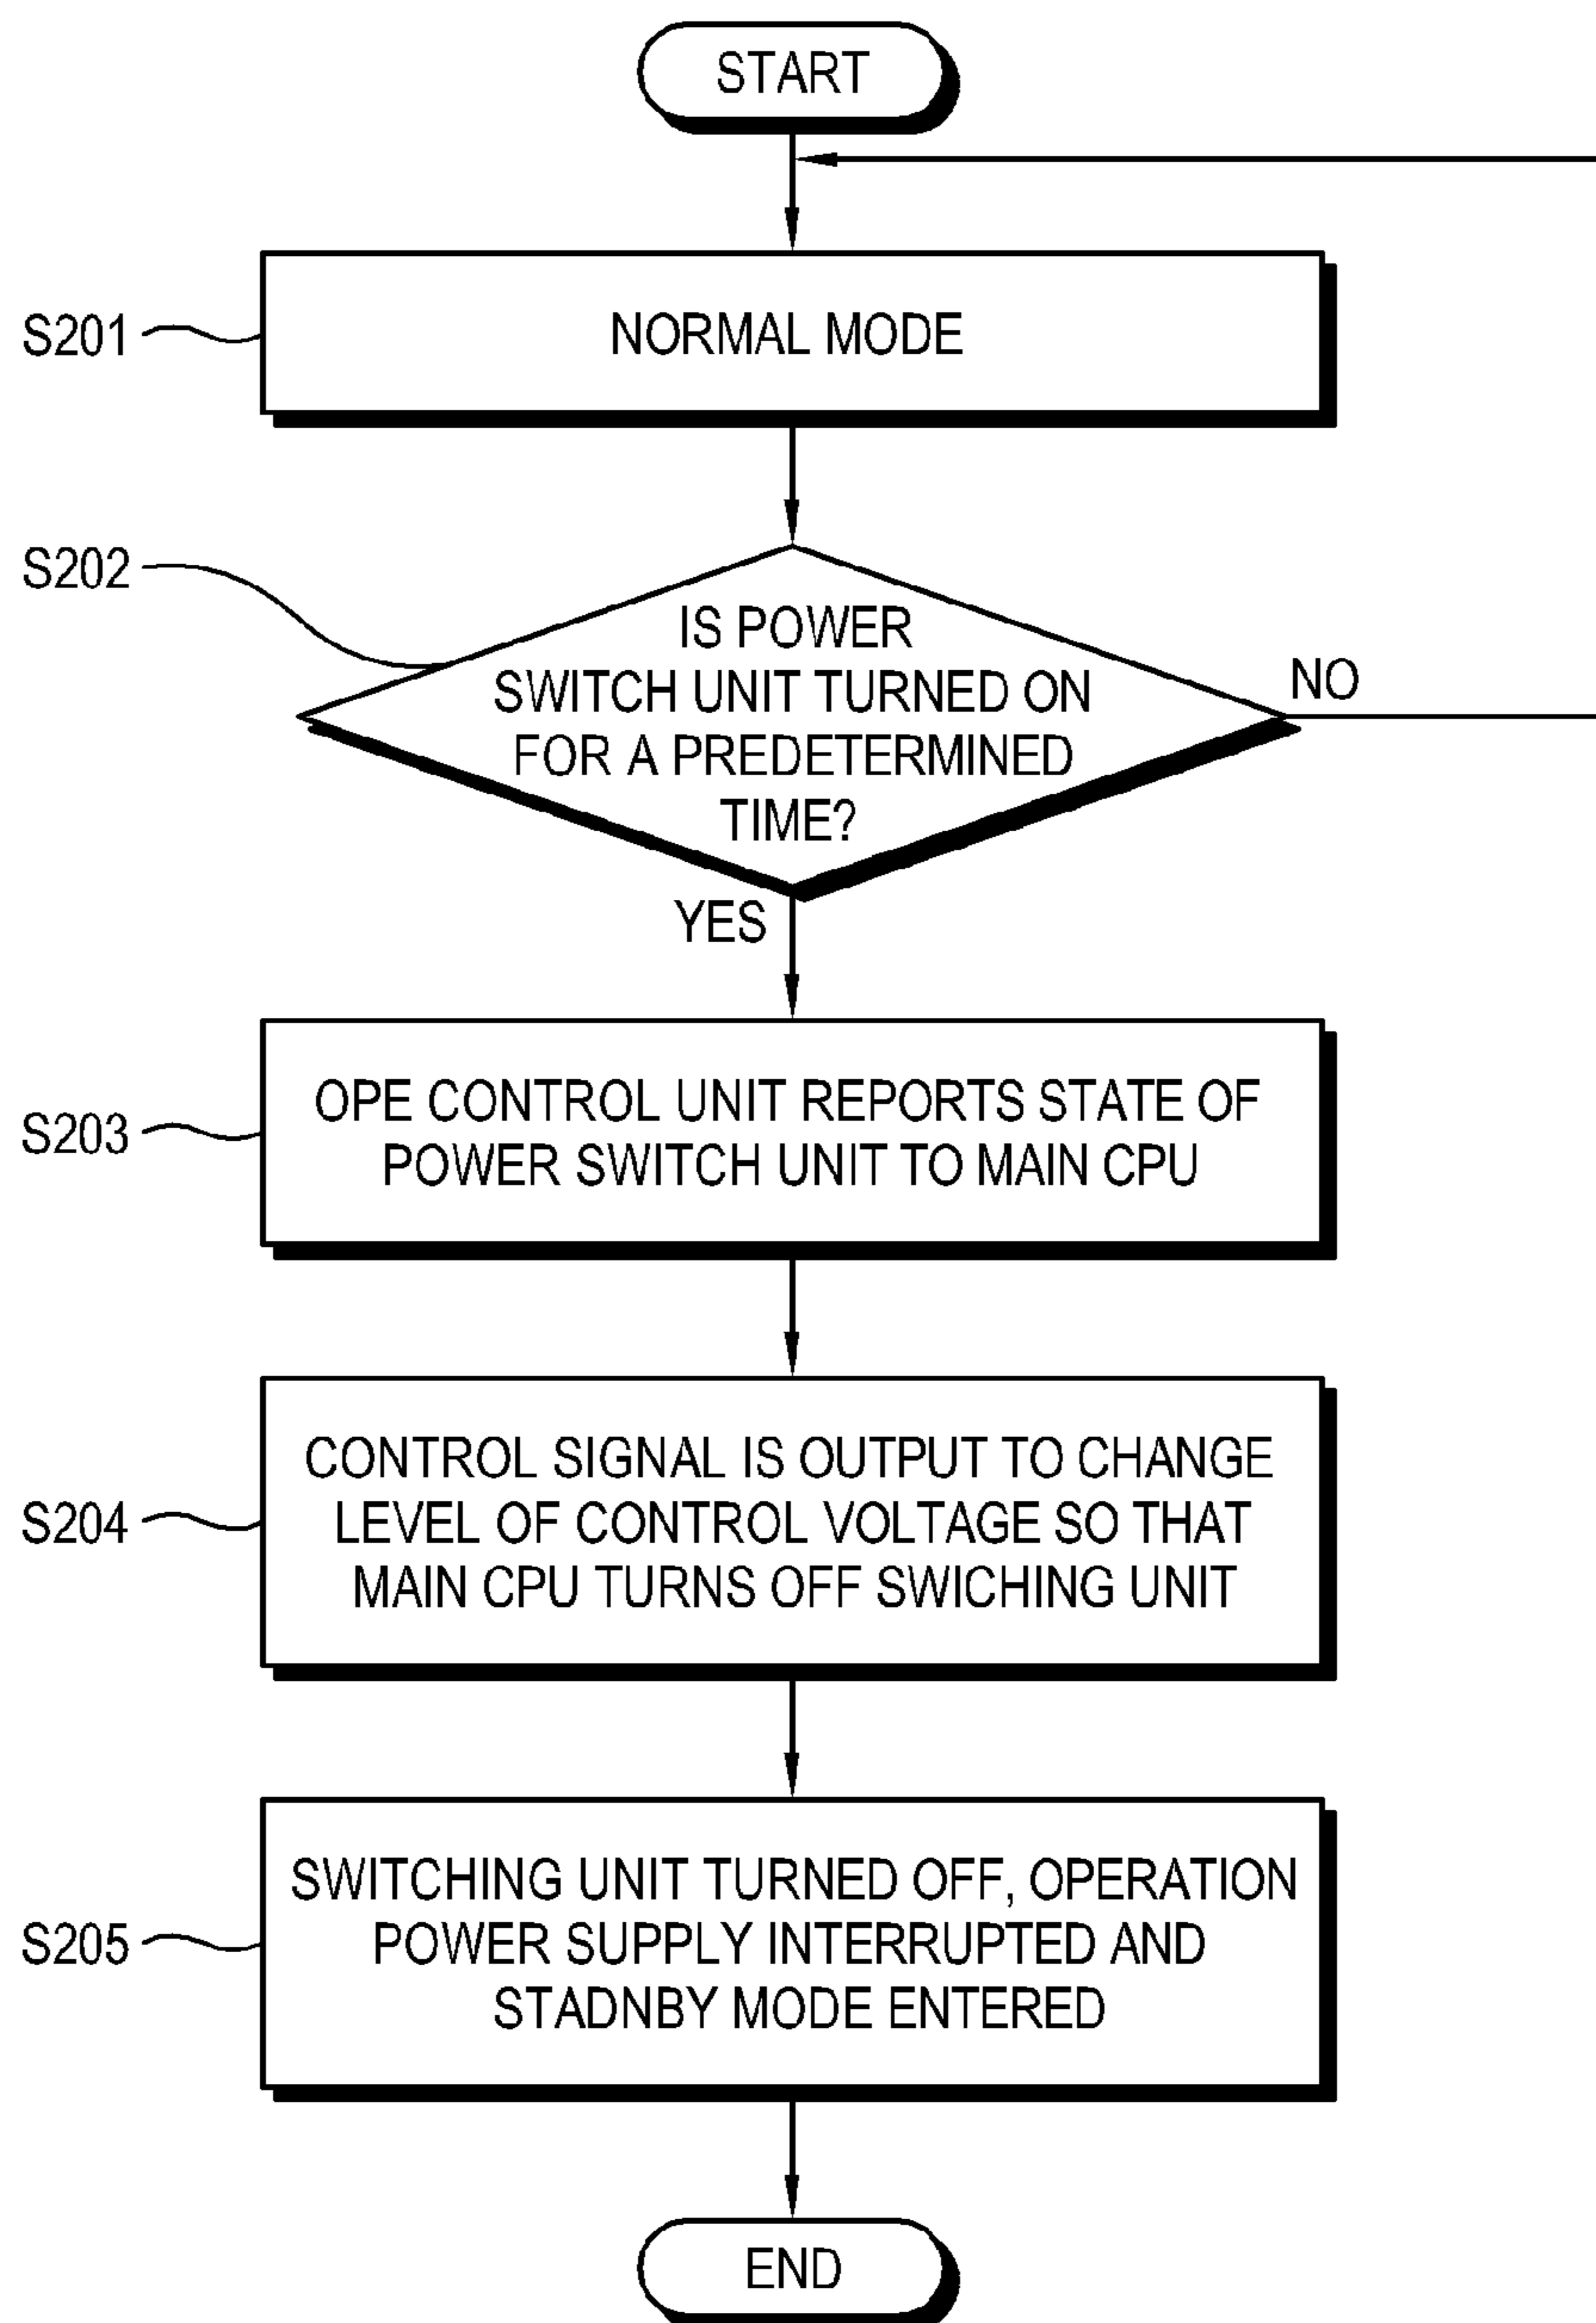 START
S201
NORMAL MODE
S202
IS POWER
SWITCH UNIT TURNED ON
FOR A PREDETERMINED
TIME?
NO
YES
S203
OPE CONTROL UNIT REPORTS STATE OF
POWER SWITCH UNIT TO MAIN CPU
S204
CONTROL SIGNAL IS OUTPUT TO CHANGE
LEVEL OF CONTROL VOLTAGE SO THAT
MAIN CPU TURNS OFF SWICHING UNIT
S205
SWITCHING UNIT TURNED OFF, OPERATION
POWER SUPPLY INTERRUPTED AND
STADNBY MODE ENTERED
END